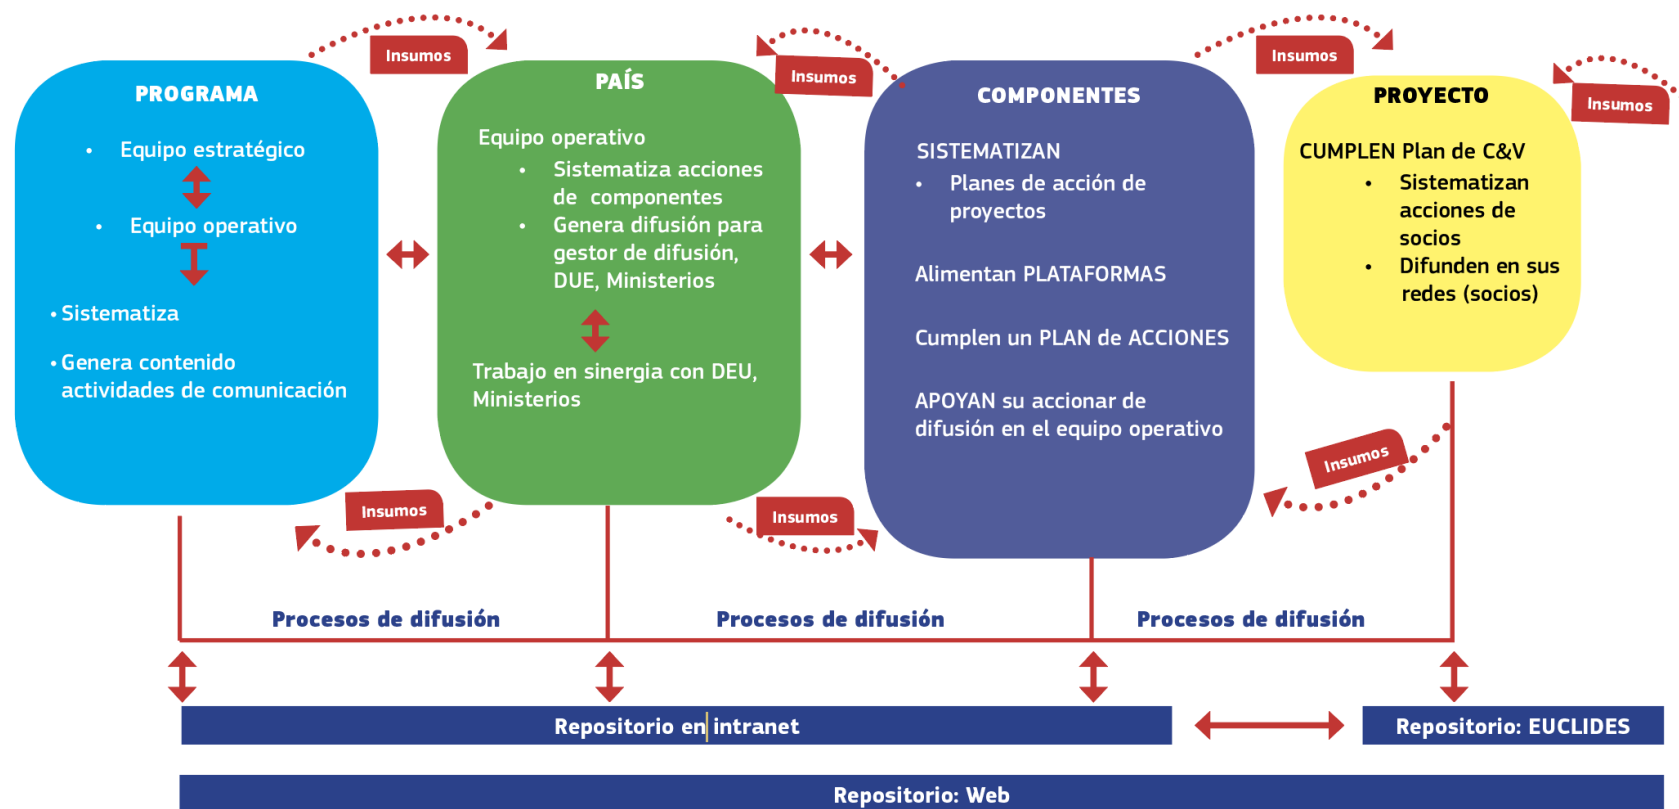 Insumos
Insumos
Insumos
Insumos
PROGRAMA
• Equipo estratégico
• Equipo operativo
• Sistematiza
• Genera contenido
actividades de comunicación
PAÍS
Equipo operativo
• Sistematiza acciones
de componentes
• Genera difusión para
gestor de difusión,
DUE, Ministerios
Trabajo en sinergia con DEU,
Ministerios
COMPONENTES
SISTEMATIZAN
• Planes de acción de
proyectos
Alimentan PLATAFORMAS
Cumplen un PLAN de ACCIONES
APOYAN su accionar de
difusión en el equipo operativo
PROYECTO
CUMPLEN Plan de C&V
• Sistematizan
acciones de
socios
• Difunden en sus
redes (socios)
Insumos
Insumos
Insumos
Procesos de difusión
Procesos de difusión
Procesos de difusión
Repositorio en intranet
Repositorio: EUCLIDES
Repositorio: Web